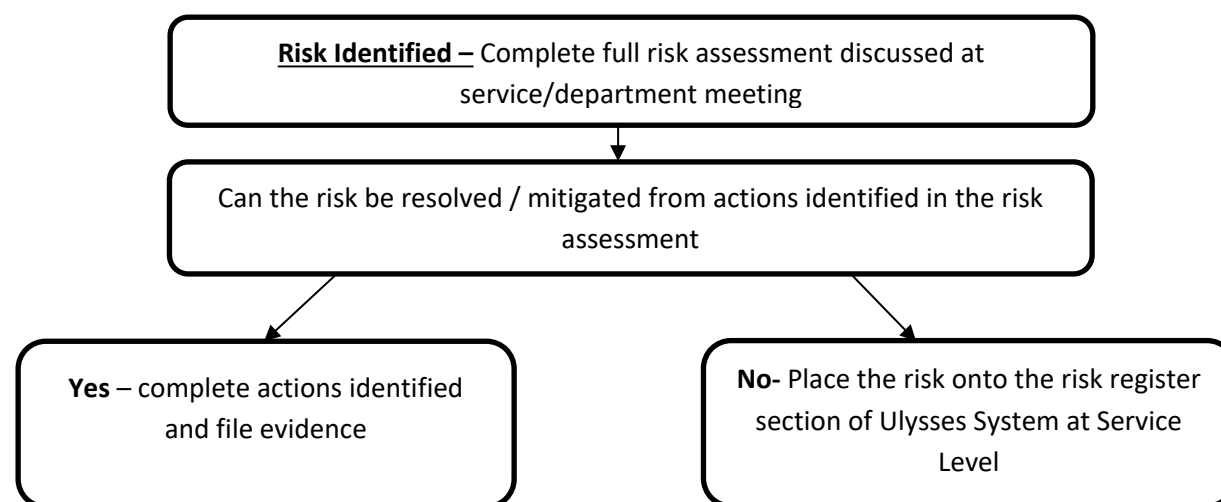 Risk Identified – Complete full risk assessment discussed at
service/department meeting
Can the risk be resolved / mitigated from actions identified in the risk
assessment
Yes – complete actions identified
and file evidence
No- Place the risk onto the risk register
section of Ulysses System at Service
Level